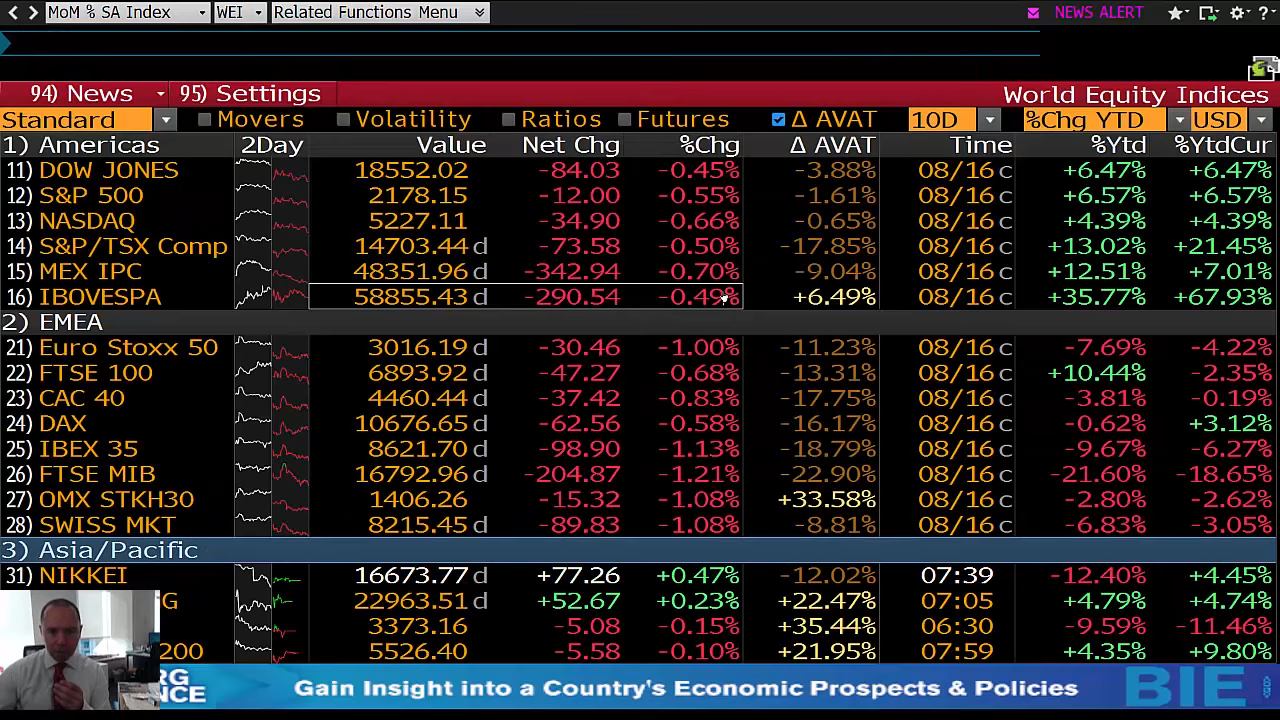 MoM % SA Index WEI Related Functions Menu NEWS ALERT ?
94) News 95) Settings World Equity Indices
Standard Movers Volatility Ratios Futures Δ AVAT 10D %Chg YTD USD
1) Americas 2Day Value Net Chg %Chg Δ AVAT Time %Ytd %YtdCur
11) DOW JONES 18552.02 -84.03 -0.45% -3.88% 08/16 c +6.47% +6.47%
12) S&P 500 2178.15 -12.00 -0.55% -1.61% 08/16 c +6.57% +6.57%
13) NASDAQ 5227.11 -34.90 -0.66% -0.65% 08/16 c +4.39% +4.39%
14) S&P/TSX Comp 14703.44 d -73.58 -0.50% -17.85% 08/16 c +13.02% +21.45%
15) MEX IPC 48351.96 d -342.94 -0.70% -9.04% 08/16 c +12.51% +7.01%
16) IBOVESPA 58855.43 d -290.54 -0.49% +6.49% 08/16 c +35.77% +67.93%
2) EMEA
21) Euro Stoxx 50 3016.19 d -30.46 -1.00% -11.23% 08/16 c -7.69% -4.22%
22) FTSE 100 6893.92 d -47.27 -0.68% -13.31% 08/16 c +10.44% -2.35%
23) CAC 40 4460.44 d -37.42 -0.83% -17.75% 08/16 c -3.81% -0.19%
24) DAX 10676.65 d -62.56 -0.58% -16.17% 08/16 c -0.62% +3.12%
25) IBEX 35 8621.70 d -98.90 -1.13% -18.79% 08/16 c -9.67% -6.27%
26) FTSE MIB 16792.96 d -204.87 -1.21% -22.90% 08/16 c -21.60% -18.65%
27) OMX STKH30 1406.26 d -15.32 -1.08% +33.58% 08/16 c -2.80% -2.62%
28) SWISS MKT 8215.45 d -89.83 -1.08% -8.81% 08/16 c -6.83% -3.05%
3) Asia/Pacific
31) NIKKEI 16673.77 d +77.26 +0.47% -12.02% 07:39 -12.40% +4.45%
G 22963.51 d +52.67 +0.23% +22.47% 07:05 +4.79% +4.74%
3373.16 -5.08 -0.15% +35.44% 06:30 -9.59% -11.46%
200 5526.40 -5.58 -0.10% +21.95% 07:59 +4.35% +9.80%
RG
NCE
Gain Insight into a Country's Economic Prospects & Policies
BIE